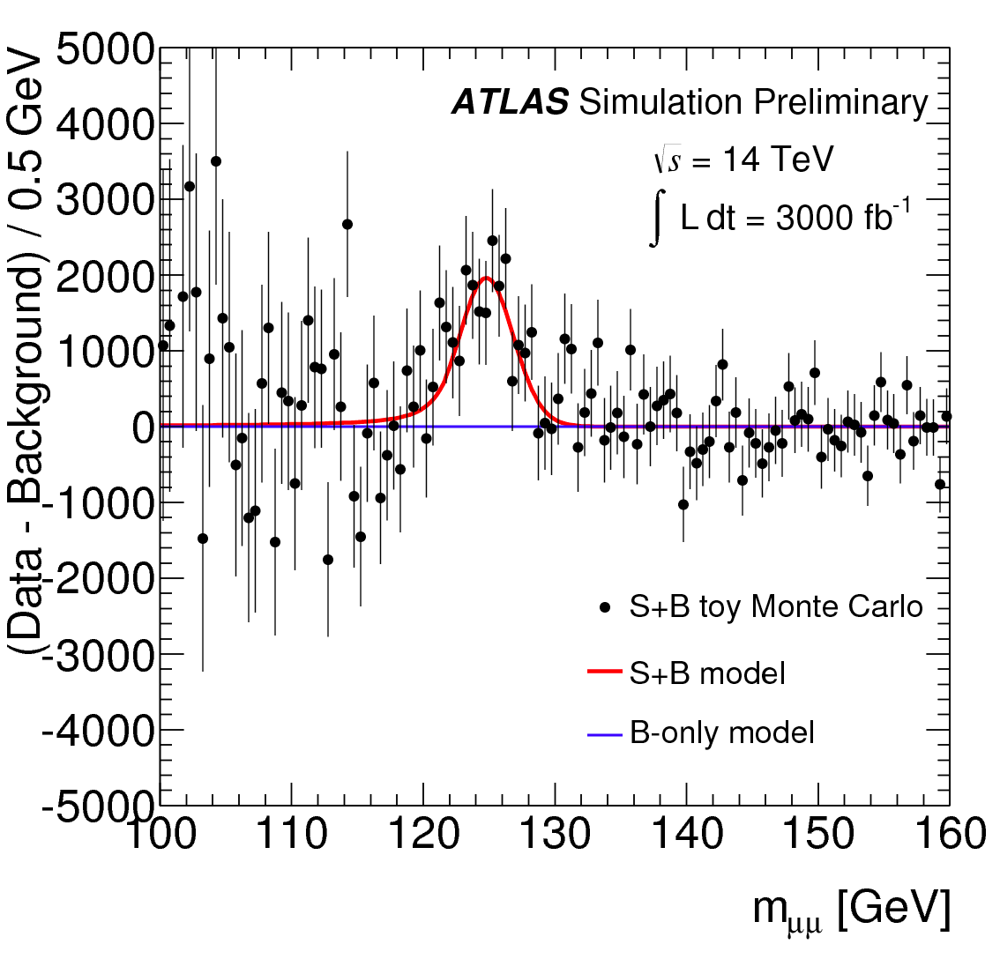 (Data - Background) / 0.5 GeV
5000
4000
3000
2000
1000
0
-1000
-2000
-3000
-4000
-5000
ATLAS Simulation Preliminary
√s = 14 TeV
∫ L dt = 3000 fb⁻¹
S+B toy Monte Carlo
S+B model
B-only model
100 110 120 130 140 150 160
m_μμ [GeV]